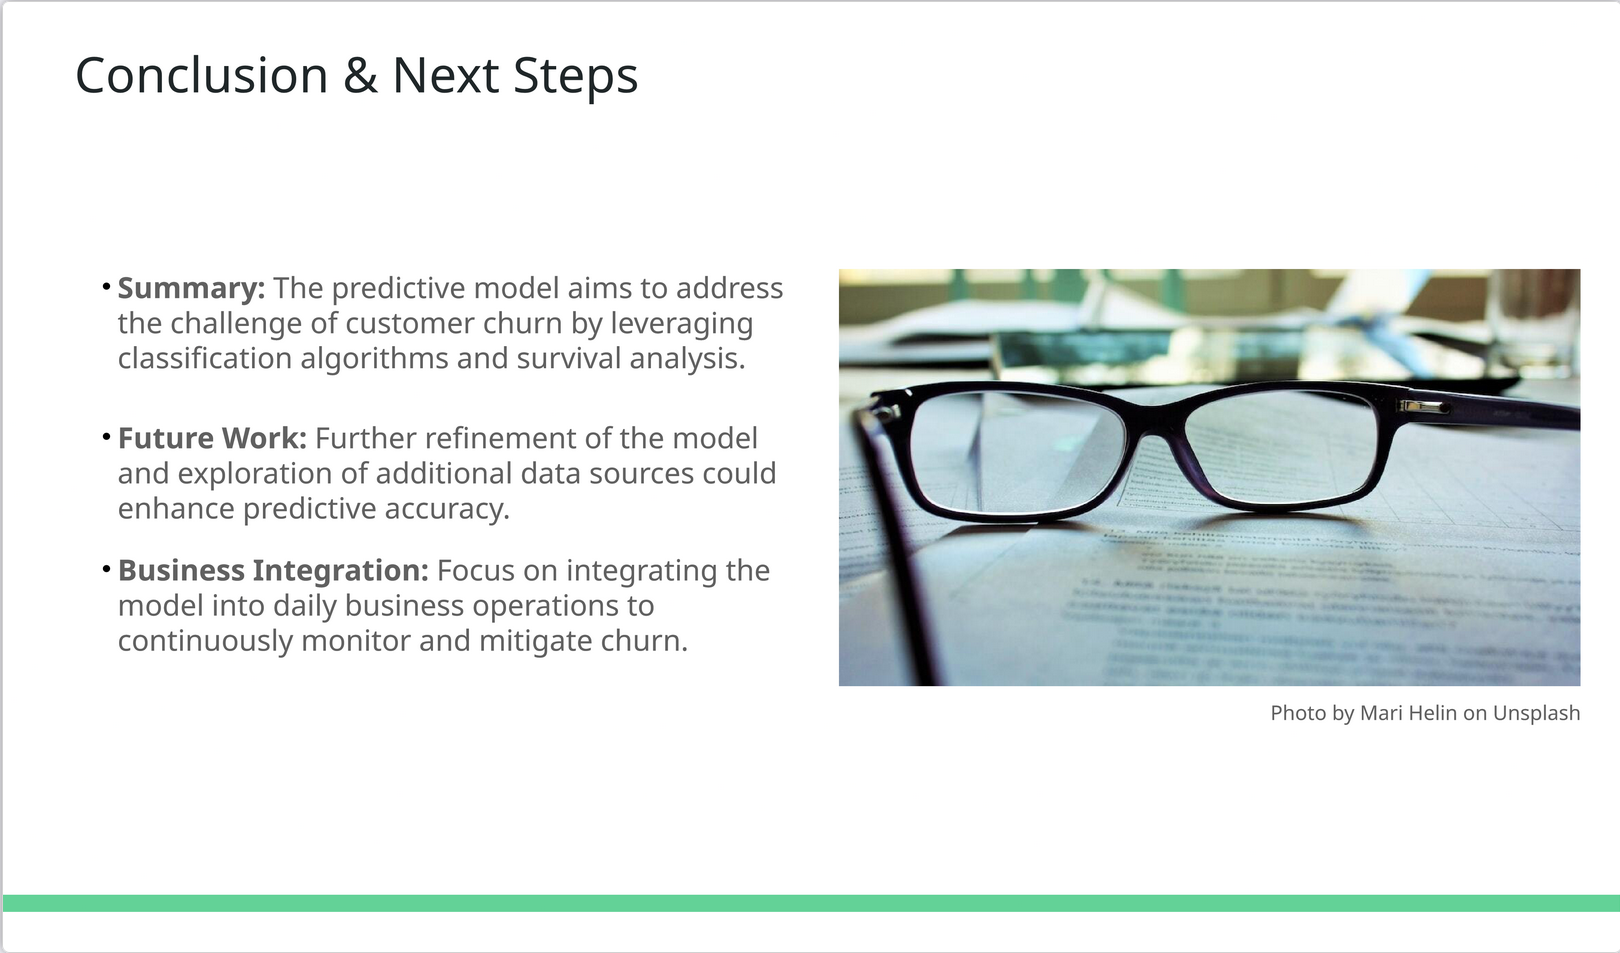 Conclusion & Next Steps
• Summary: The predictive model aims to address
the challenge of customer churn by leveraging
classification algorithms and survival analysis.
• Future Work: Further refinement of the model
and exploration of additional data sources could
enhance predictive accuracy.
• Business Integration: Focus on integrating the
model into daily business operations to
continuously monitor and mitigate churn.
Photo by Mari Helin on Unsplash